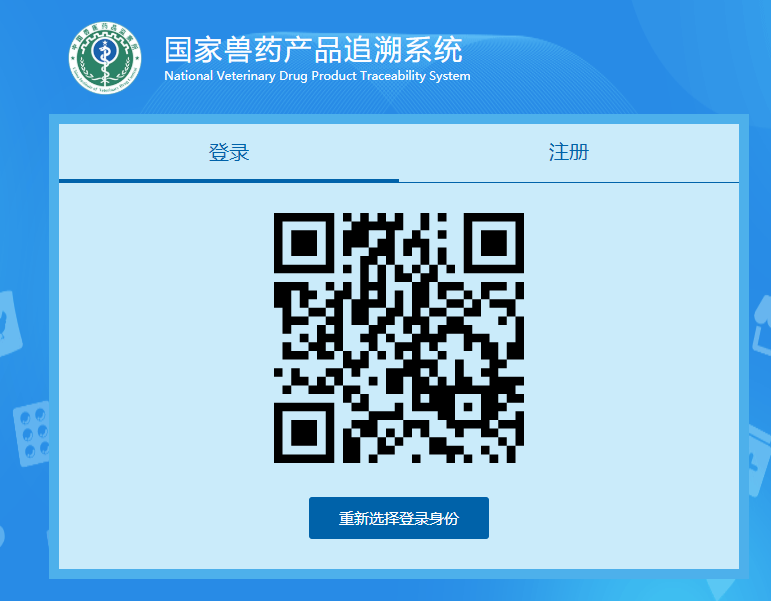 国家兽药产品追溯系统
National Veterinary Drug Product Traceability System
登录
注册
重新选择登录身份